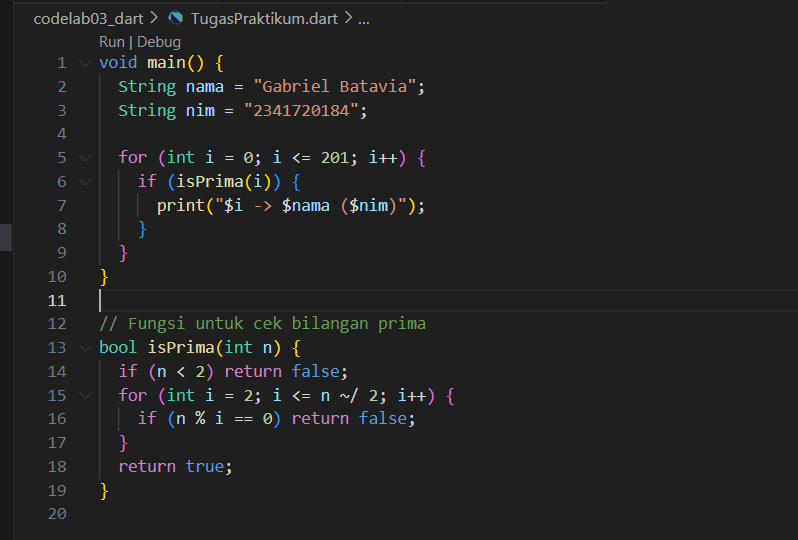 codelab03_dart > TugasPraktikum.dart > ...
Run | Debug
1 void main() {
2   String nama = "Gabriel Batavia";
3   String nim = "2341720184";
4
5   for (int i = 0; i <= 201; i++) {
6     if (isPrima(i)) {
7       print("$i -> $nama ($nim)");
8     }
9   }
10 }
11
12 // Fungsi untuk cek bilangan prima
13 bool isPrima(int n) {
14   if (n < 2) return false;
15   for (int i = 2; i <= n ~/ 2; i++) {
16     if (n % i == 0) return false;
17   }
18   return true;
19 }
20